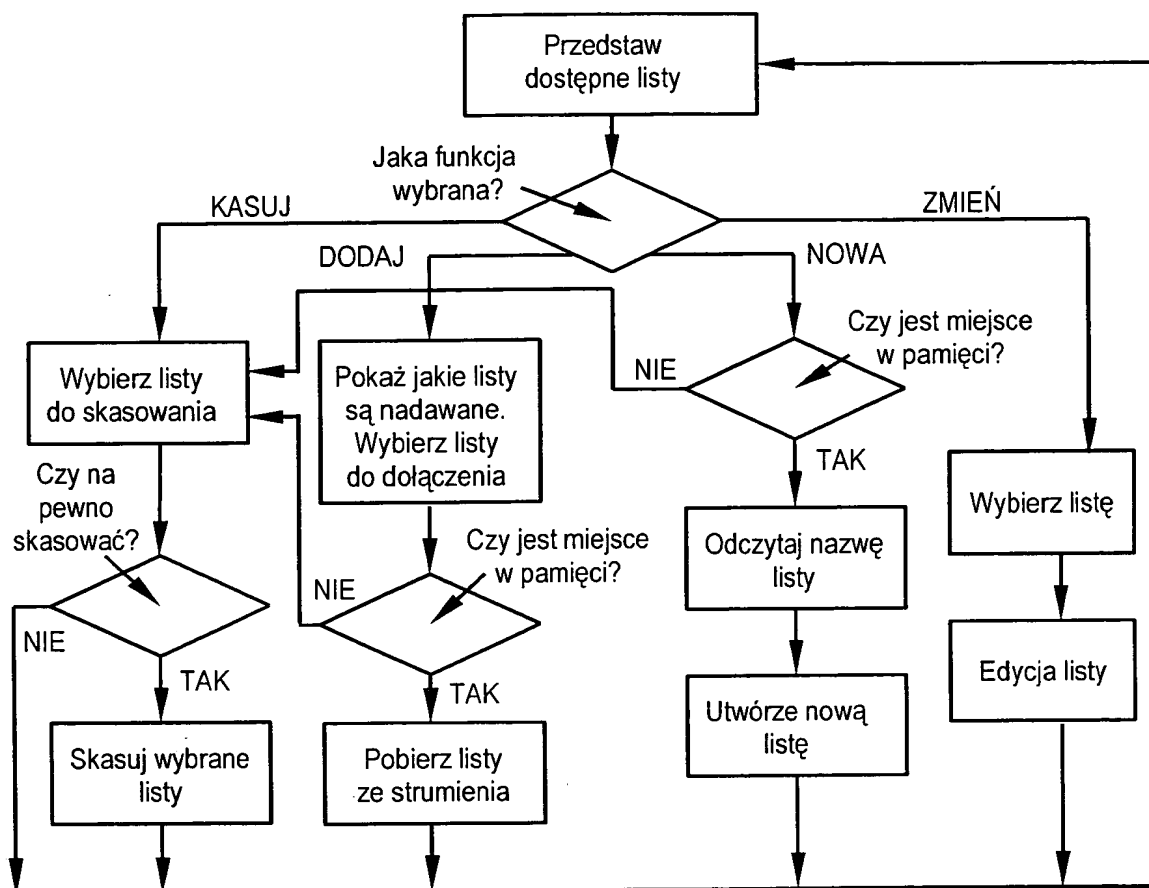 Przedstaw
dostępne listy
Jaka funkcja
wybrana?
KASUJ
ZMIEŃ
DODAJ
NOWA
Czy jest miejsce
w pamięci?
NIE
Wybierz listy
do skasowania
Pokaż jakie listy
są nadawane.
Wybierz listy
do dołączenia
TAK
Czy na
pewno
skasować?
Wybierz listę
Odczytaj nazwę
listy
Czy jest miejsce
w pamięci?
NIE
NIE
TAK
TAK
Edycja listy
Utwórze nową
listę
Skasuj wybrane
listy
Pobierz listy
ze strumienia